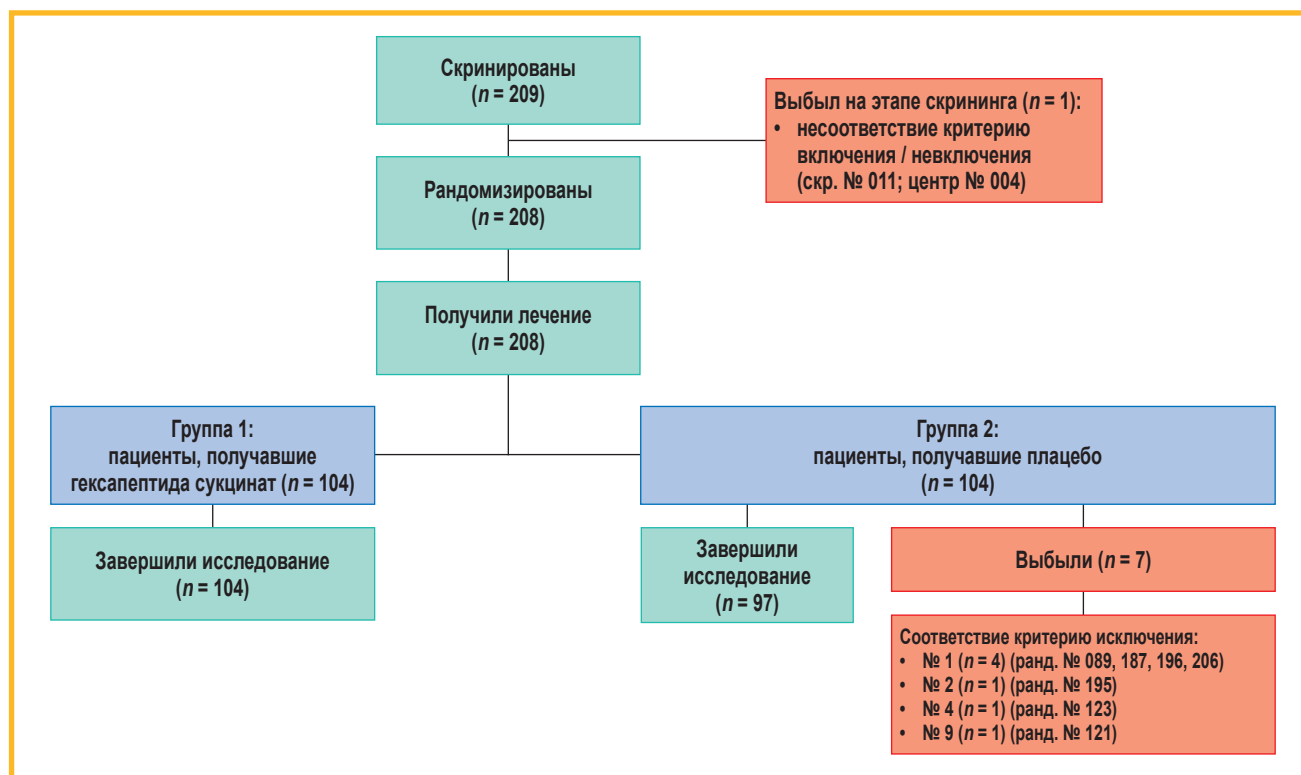 Скринированы
(n = 209)
Выбыл на этапе скрининга (n = 1):
• несоответствие критерию
включения / невключения
(скр. № 011; центр № 004)
Рандомизированы
(n = 208)
Получили лечение
(n = 208)
Группа 1:
пациенты, получавшие
гексапептида сукцинат (n = 104)
Группа 2:
пациенты, получавшие плацебо
(n = 104)
Завершили исследование
(n = 104)
Завершили
исследование
(n = 97)
Выбыли (n = 7)
Соответствие критерию исключения:
• № 1 (n = 4) (ранд. № 089, 187, 196, 206)
• № 2 (n = 1) (ранд. № 195)
• № 4 (n = 1) (ранд. № 123)
• № 9 (n = 1) (ранд. № 121)